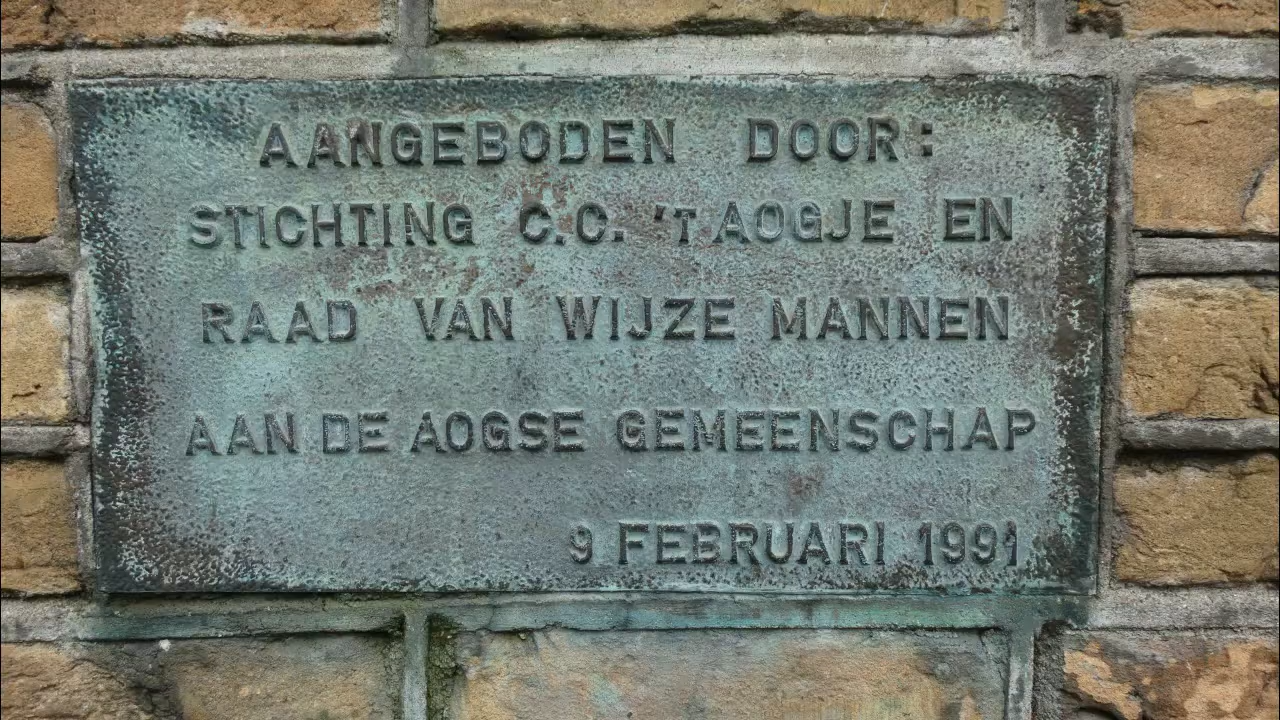 AANGEBODEN DOOR:
STICHTING C.C. 'T AOGJE EN
RAAD VAN WIJZE MANNEN
AAN DE AOGSE GEMEENSCHAP
9 FEBRUARI 1991